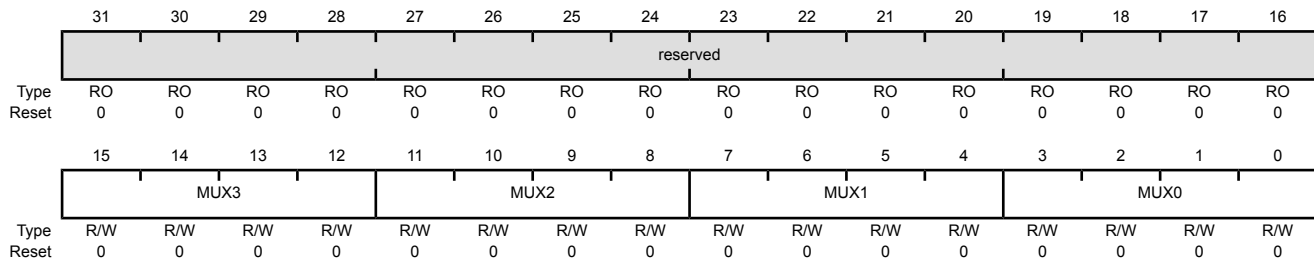 31 30 29 28 27 26 25 24 23 22 21 20 19 18 17 16
reserved
Type RO RO RO RO RO RO RO RO RO RO RO RO RO RO RO RO
Reset 0 0 0 0 0 0 0 0 0 0 0 0 0 0 0 0
15 14 13 12 11 10 9 8 7 6 5 4 3 2 1 0
MUX3 MUX2 MUX1 MUX0
Type R/W R/W R/W R/W R/W R/W R/W R/W R/W R/W R/W R/W R/W R/W R/W R/W
Reset 0 0 0 0 0 0 0 0 0 0 0 0 0 0 0 0